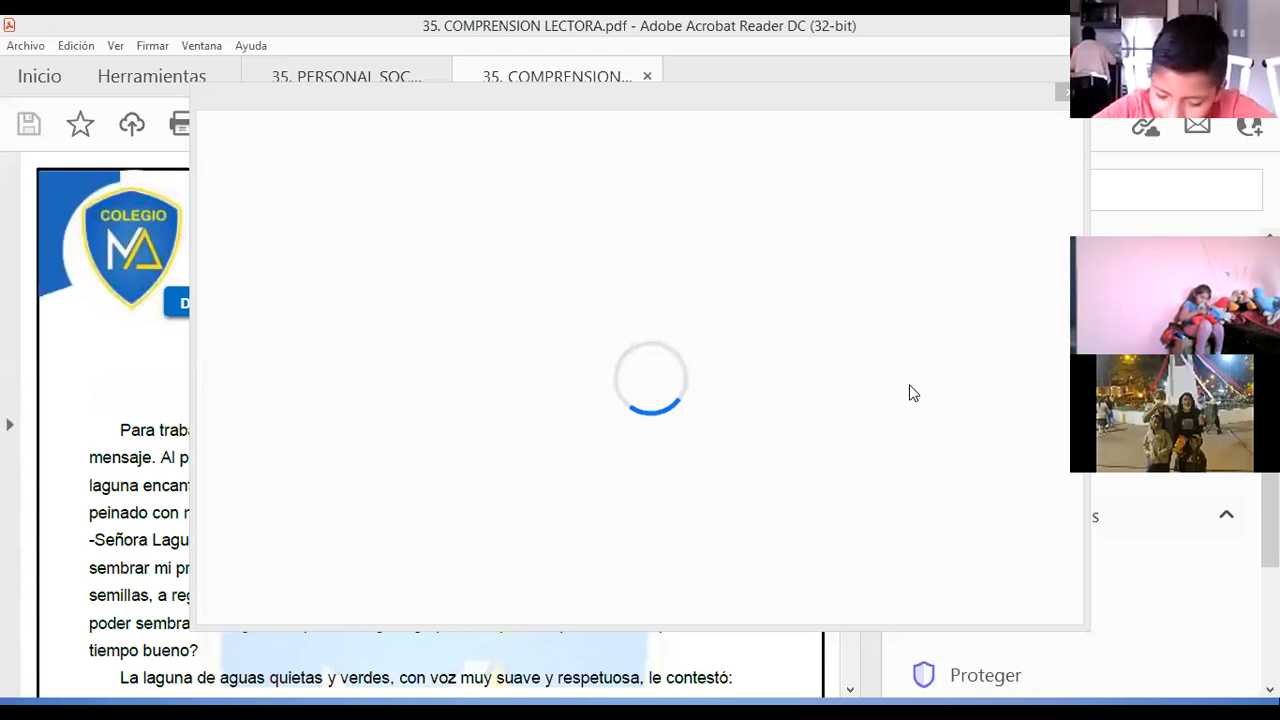 35. COMPRENSION LECTORA.pdf - Adobe Acrobat Reader DC (32-bit)
Archivo Edición Ver Firmar Ventana Ayuda
Inicio Herramientas 35. PERSONAL SOC... 35. COMPRENSION... ×
COLEGIO
MA
D
Para trab
mensaje. Al p
laguna encan
peinado con
-Señora Lagu
sembrar mi pr
semillas, a re
poder sembra
tiempo bueno?
La laguna de aguas quietas y verdes, con voz muy suave y respetuosa, le contestó:
s
Proteger